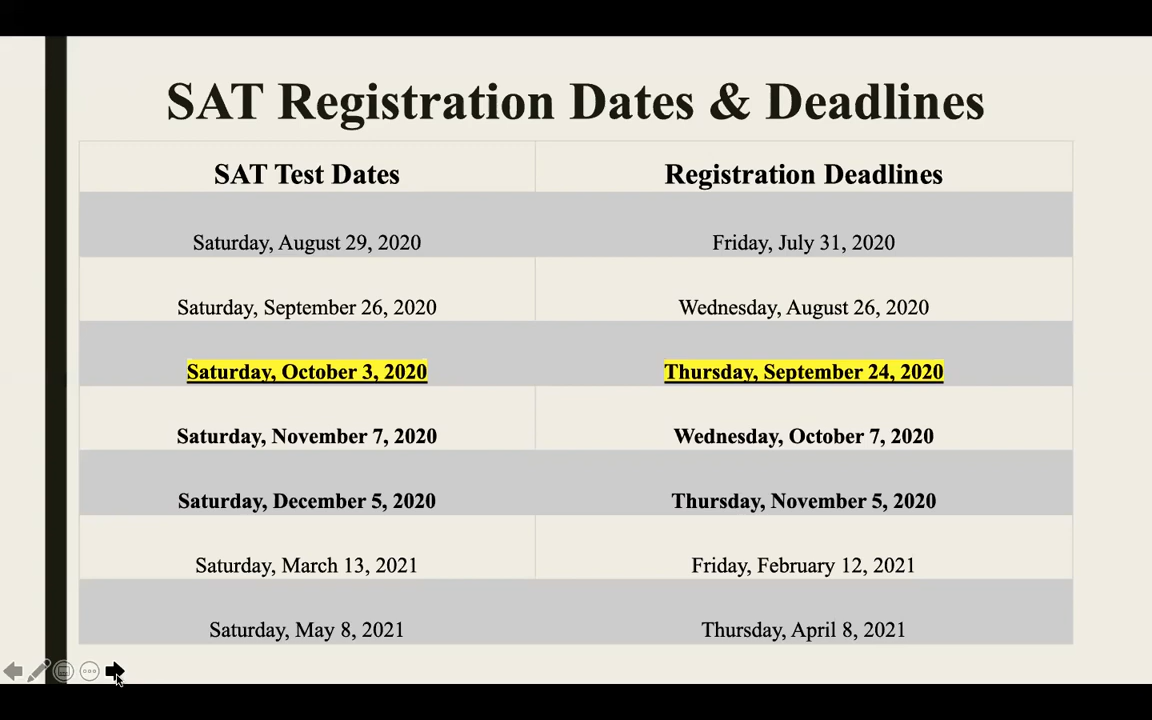 SAT Registration Dates & Deadlines
SAT Test Dates Registration Deadlines
Saturday, August 29, 2020 Friday, July 31, 2020
Saturday, September 26, 2020 Wednesday, August 26, 2020
Saturday, October 3, 2020 Thursday, September 24, 2020
Saturday, November 7, 2020 Wednesday, October 7, 2020
Saturday, December 5, 2020 Thursday, November 5, 2020
Saturday, March 13, 2021 Friday, February 12, 2021
Saturday, May 8, 2021 Thursday, April 8, 2021